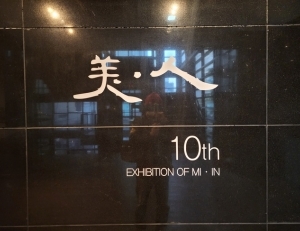 美·人
10th
EXHIBITION OF MI · IN